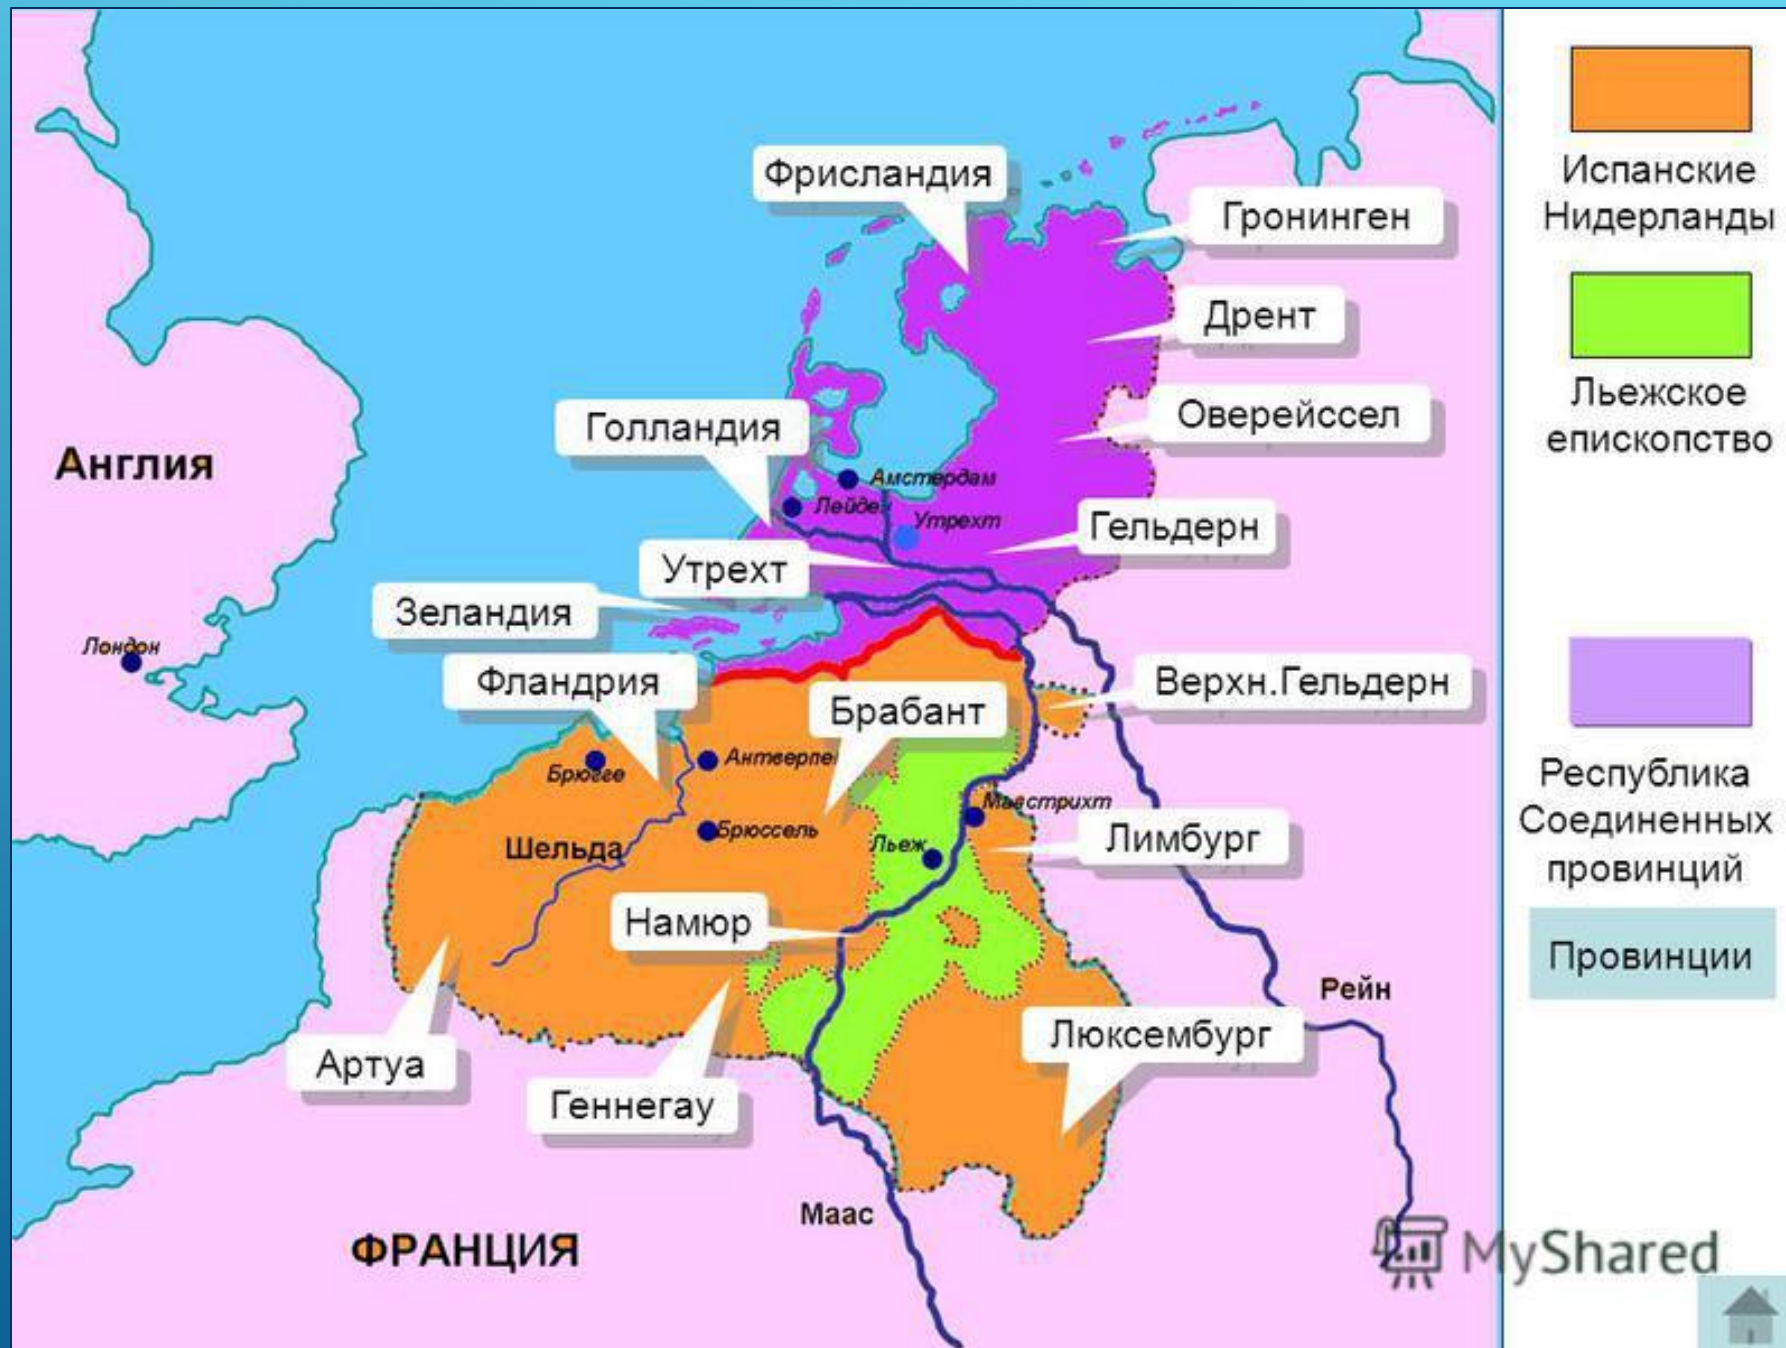 Фрисландия
Гронинген
Дрент
Оверейссел
Голландия
Амстердам
Лейден
Утрехт
Гельдерн
Утрехт
Зеландия
Англия
Лондон
Фландрия
Верхн.Гельдерн
Брабант
Антверпе
Брюгге
Маастрихт
Брюссель
Шельда
Льеж
Лимбург
Намюр
Рейн
Люксембург
Артуа
Геннегау
Маас
ФРАНЦИЯ
Испанские
Нидерланды
Льежское
епископство
Республика
Соединенных
провинций
Провинции
MyShared